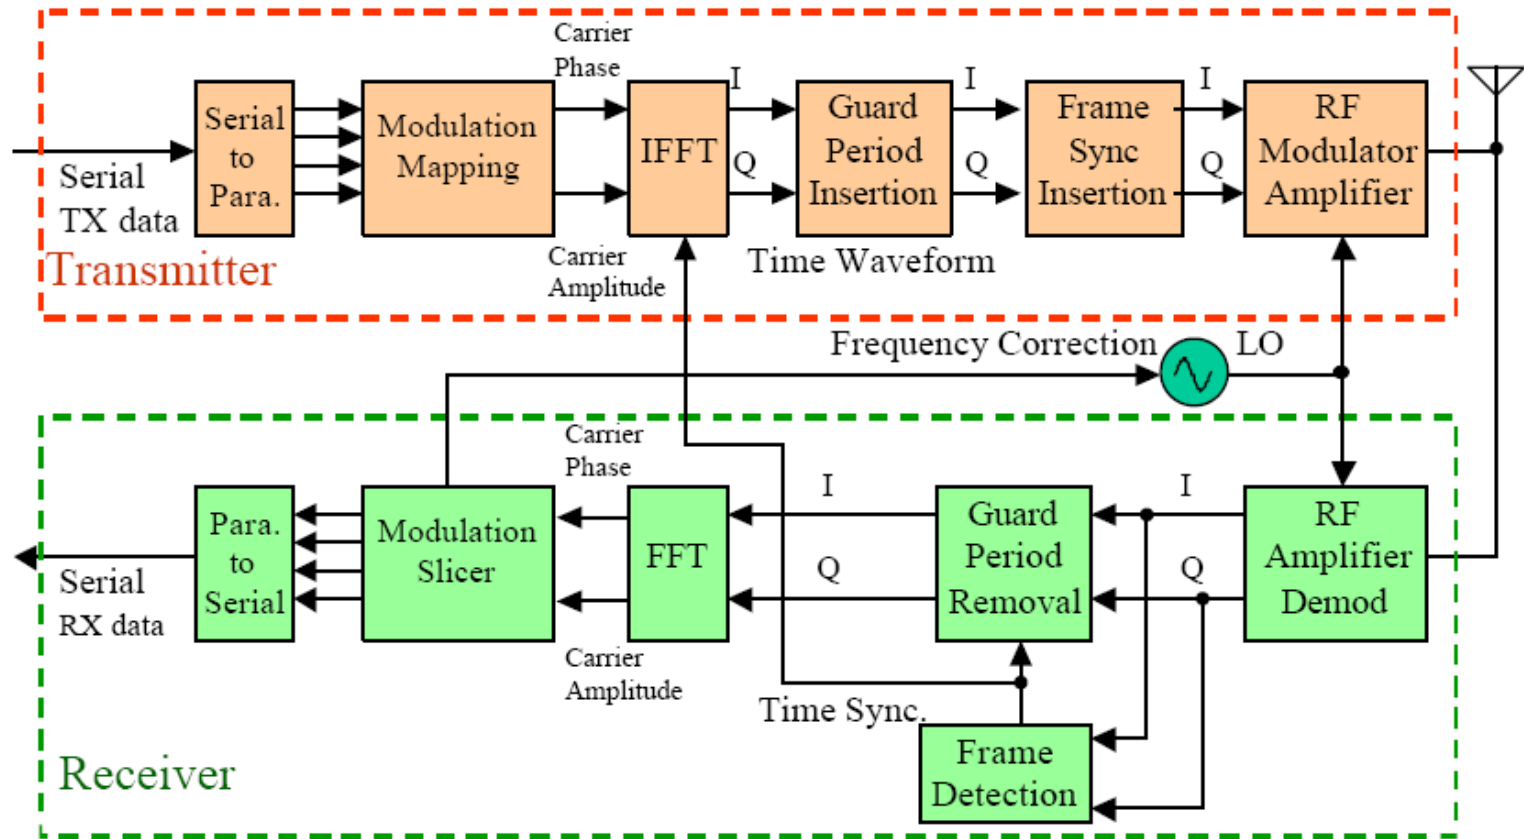 Carrier
Phase
Serial
to
Para.
Modulation
Mapping
IFFT
I
Q
Guard
Period
Insertion
I
Q
Frame
Sync
Insertion
I
Q
RF
Modulator
Amplifier
Serial
TX data
Transmitter
Carrier
Amplitude
Time Waveform
Frequency Correction
LO
Carrier
Phase
Para.
to
Serial
Modulation
Slicer
FFT
I
Q
Guard
Period
Removal
I
Q
RF
Amplifier
Demod
Serial
RX data
Carrier
Amplitude
Time Sync.
Frame
Detection
Receiver